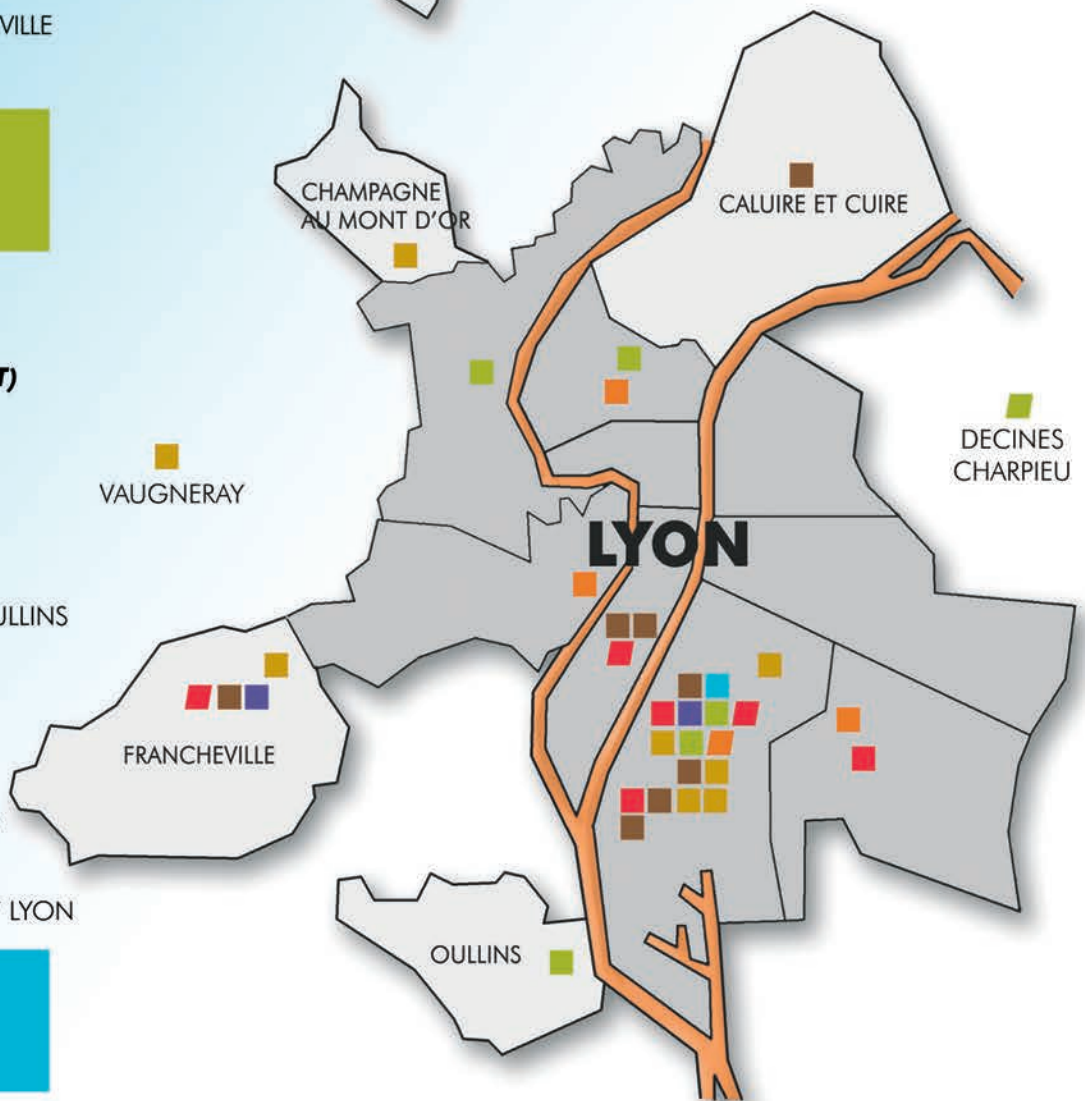 VILLE
CHAMPAGNE
AU MONT D'OR
CALUIRE ET CUIRE
T)
DECINES
CHARPIEU
VAUGNERAY
LYON
ULLINS
FRANCHEVILLE
LYON
OULLINS